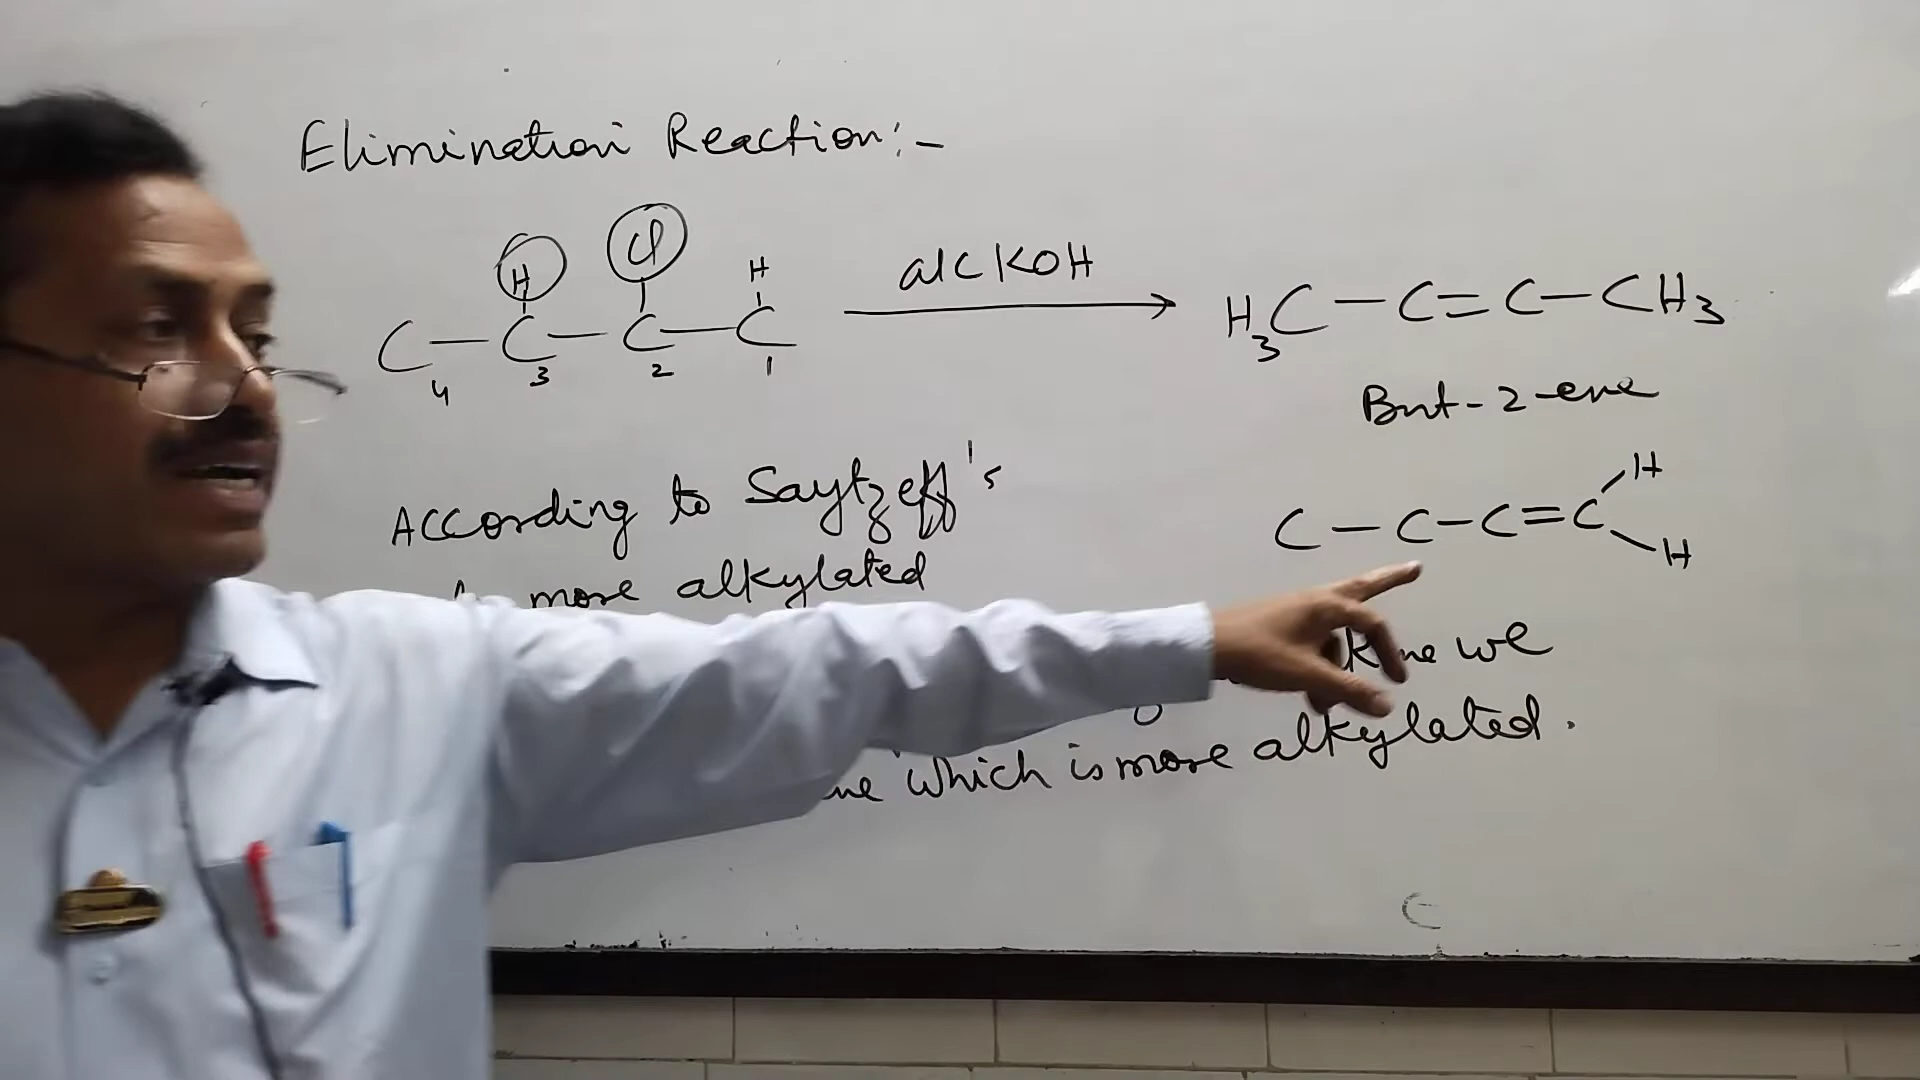 Elimination Reaction:-
H Cl H
C — C — C — C
4 3 2 1
alc KOH
H3C — C = C — CH3
But-2-ene
H
C — C — C = C
H
According to Saytzeff's
more alkylated
we
which is more alkylated.